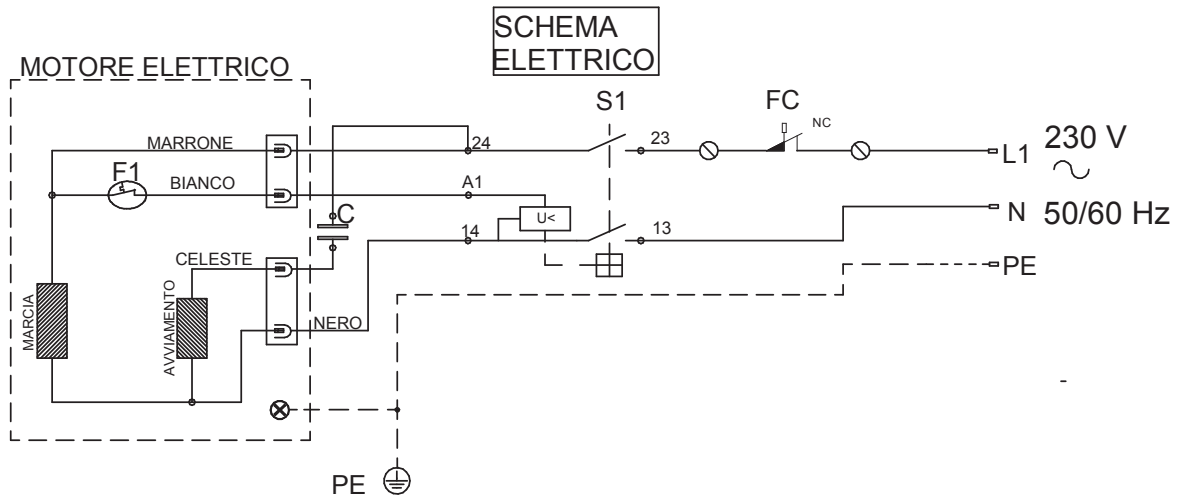 SCHEMA
ELETTRICO
MOTORE ELETTRICO
S1
FC
NC
MARRONE
24
23
L1
230 V
F1
BIANCO
A1
C
U<
N
50/60 Hz
14
13
CELESTE
PE
MARCIA
AVVIAMENTO
NERO
-
PE